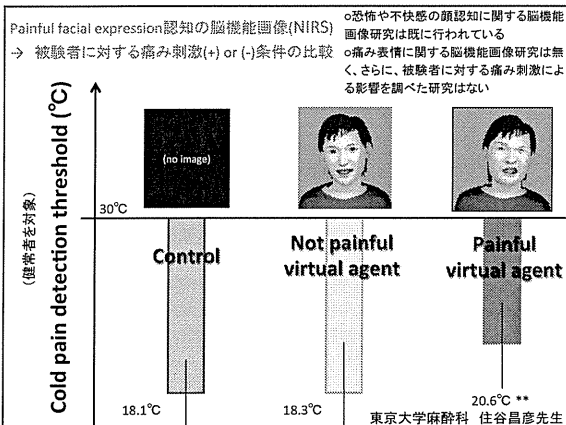 Painful facial expression認知の脳機能画像(NIRS)
→ 被験者に対する痛み刺激(+) or (-)条件の比較
○恐怖や不快感の顔認知に関する脳機能
画像研究は既に行われている
○痛み表情に関する脳機能画像研究は無
く、さらに、被験者に対する痛み刺激によ
る影響を調べた研究はない
Cold pain detection threshold (℃)
(健常者を対象)
(no image)
30℃
Control
Not painful
virtual agent
Painful
virtual agent
18.1℃
18.3℃
20.6℃ **
東京大学麻酔科 住谷昌彦先生